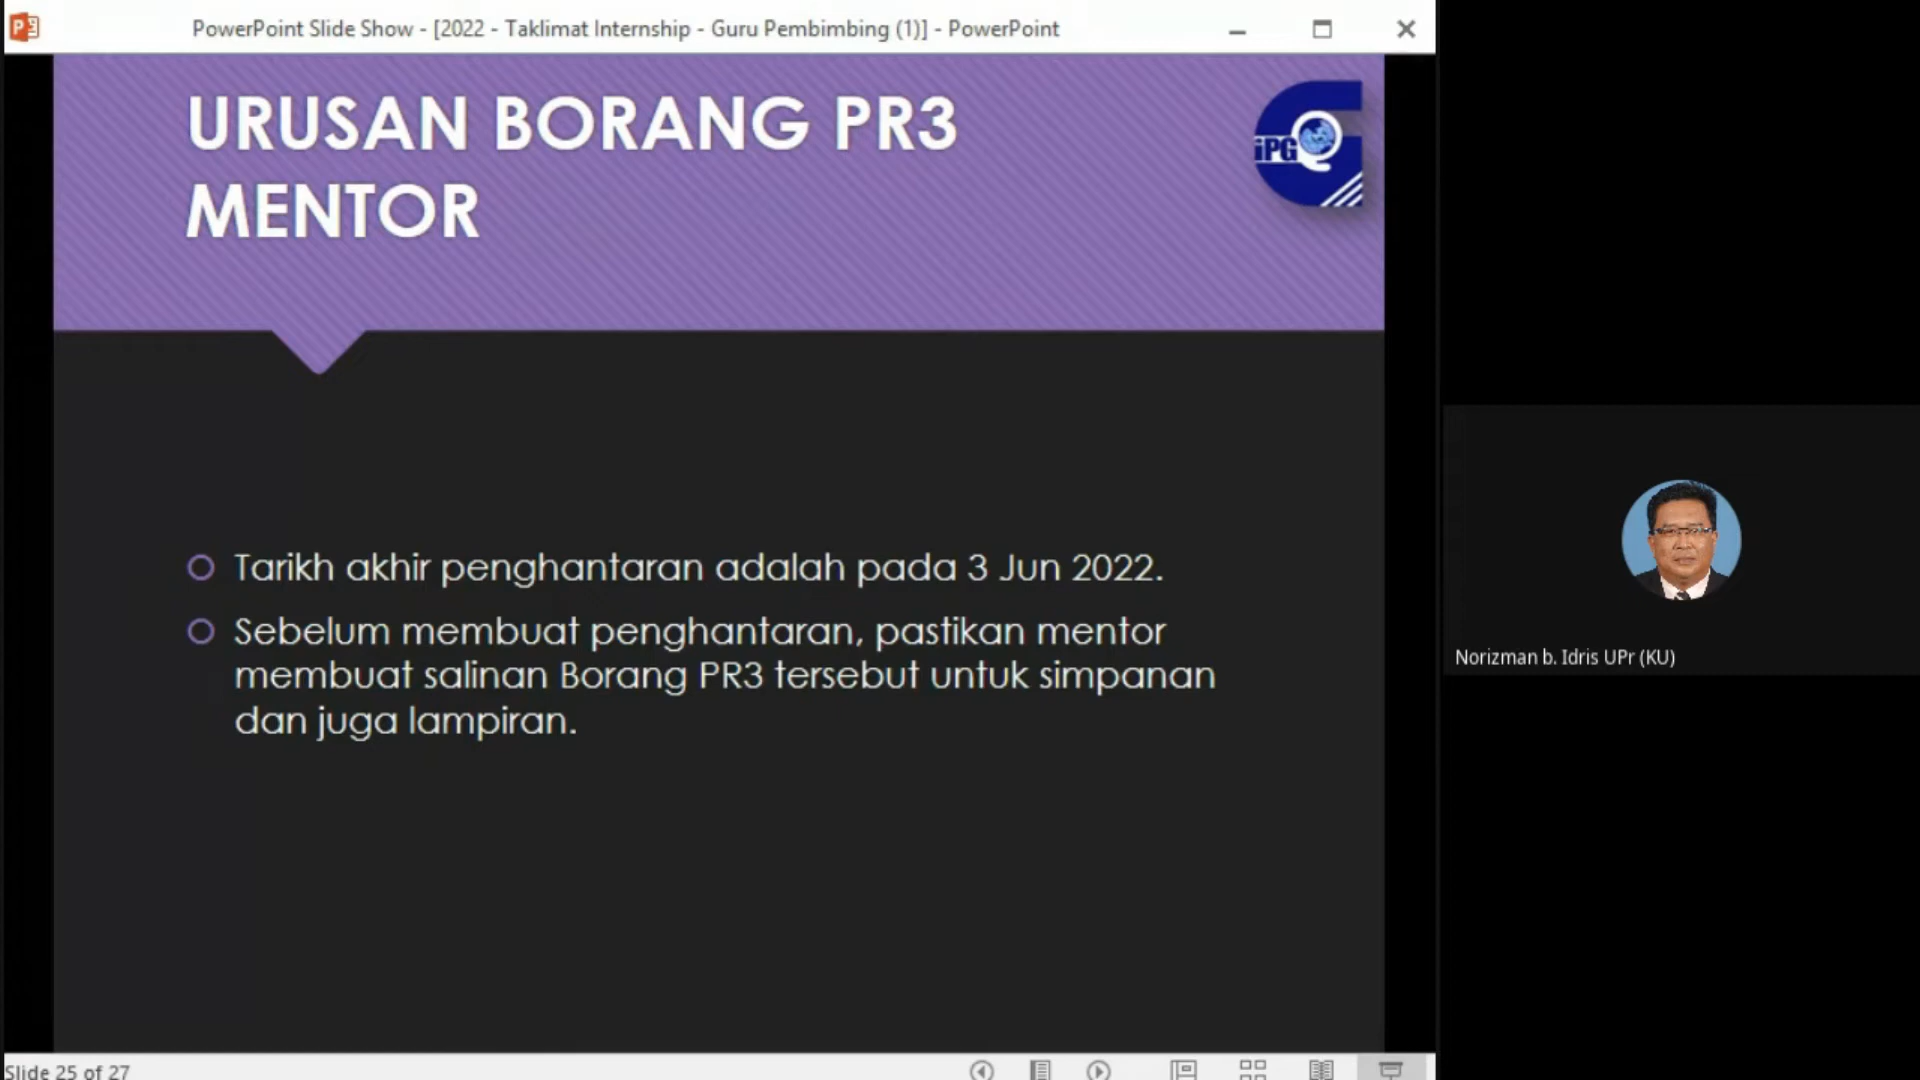 PowerPoint Slide Show - [2022 - Taklimat Internship - Guru Pembimbing (1)] - PowerPoint
URUSAN BORANG PR3
MENTOR
iPG
Tarikh akhir penghantaran adalah pada 3 Jun 2022.
Sebelum membuat penghantaran, pastikan mentor
membuat salinan Borang PR3 tersebut untuk simpanan
dan juga lampiran.
Norizman b. Idris UPr (KU)
Slide 25 of 27